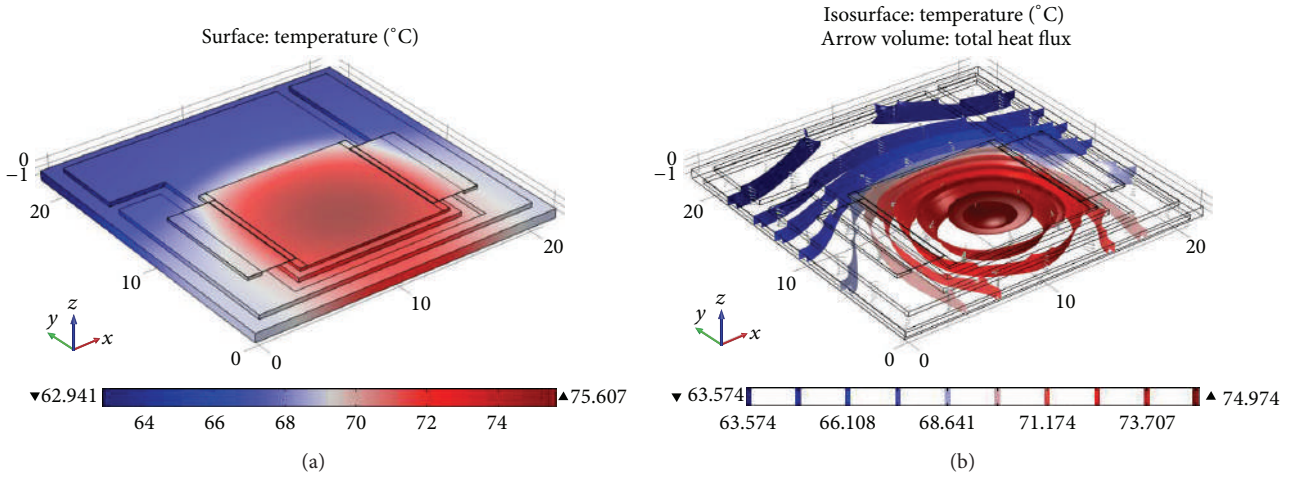 Surface: temperature (°C)
0
−1
20
10
0
0
10
20
y z x
▼62.941
▲75.607
64 66 68 70 72 74
(a)
Isosurface: temperature (°C)
Arrow volume: total heat flux
0
−1
20
10
0
0
10
20
y z x
▼ 63.574
▲ 74.974
63.574 66.108 68.641 71.174 73.707
(b)